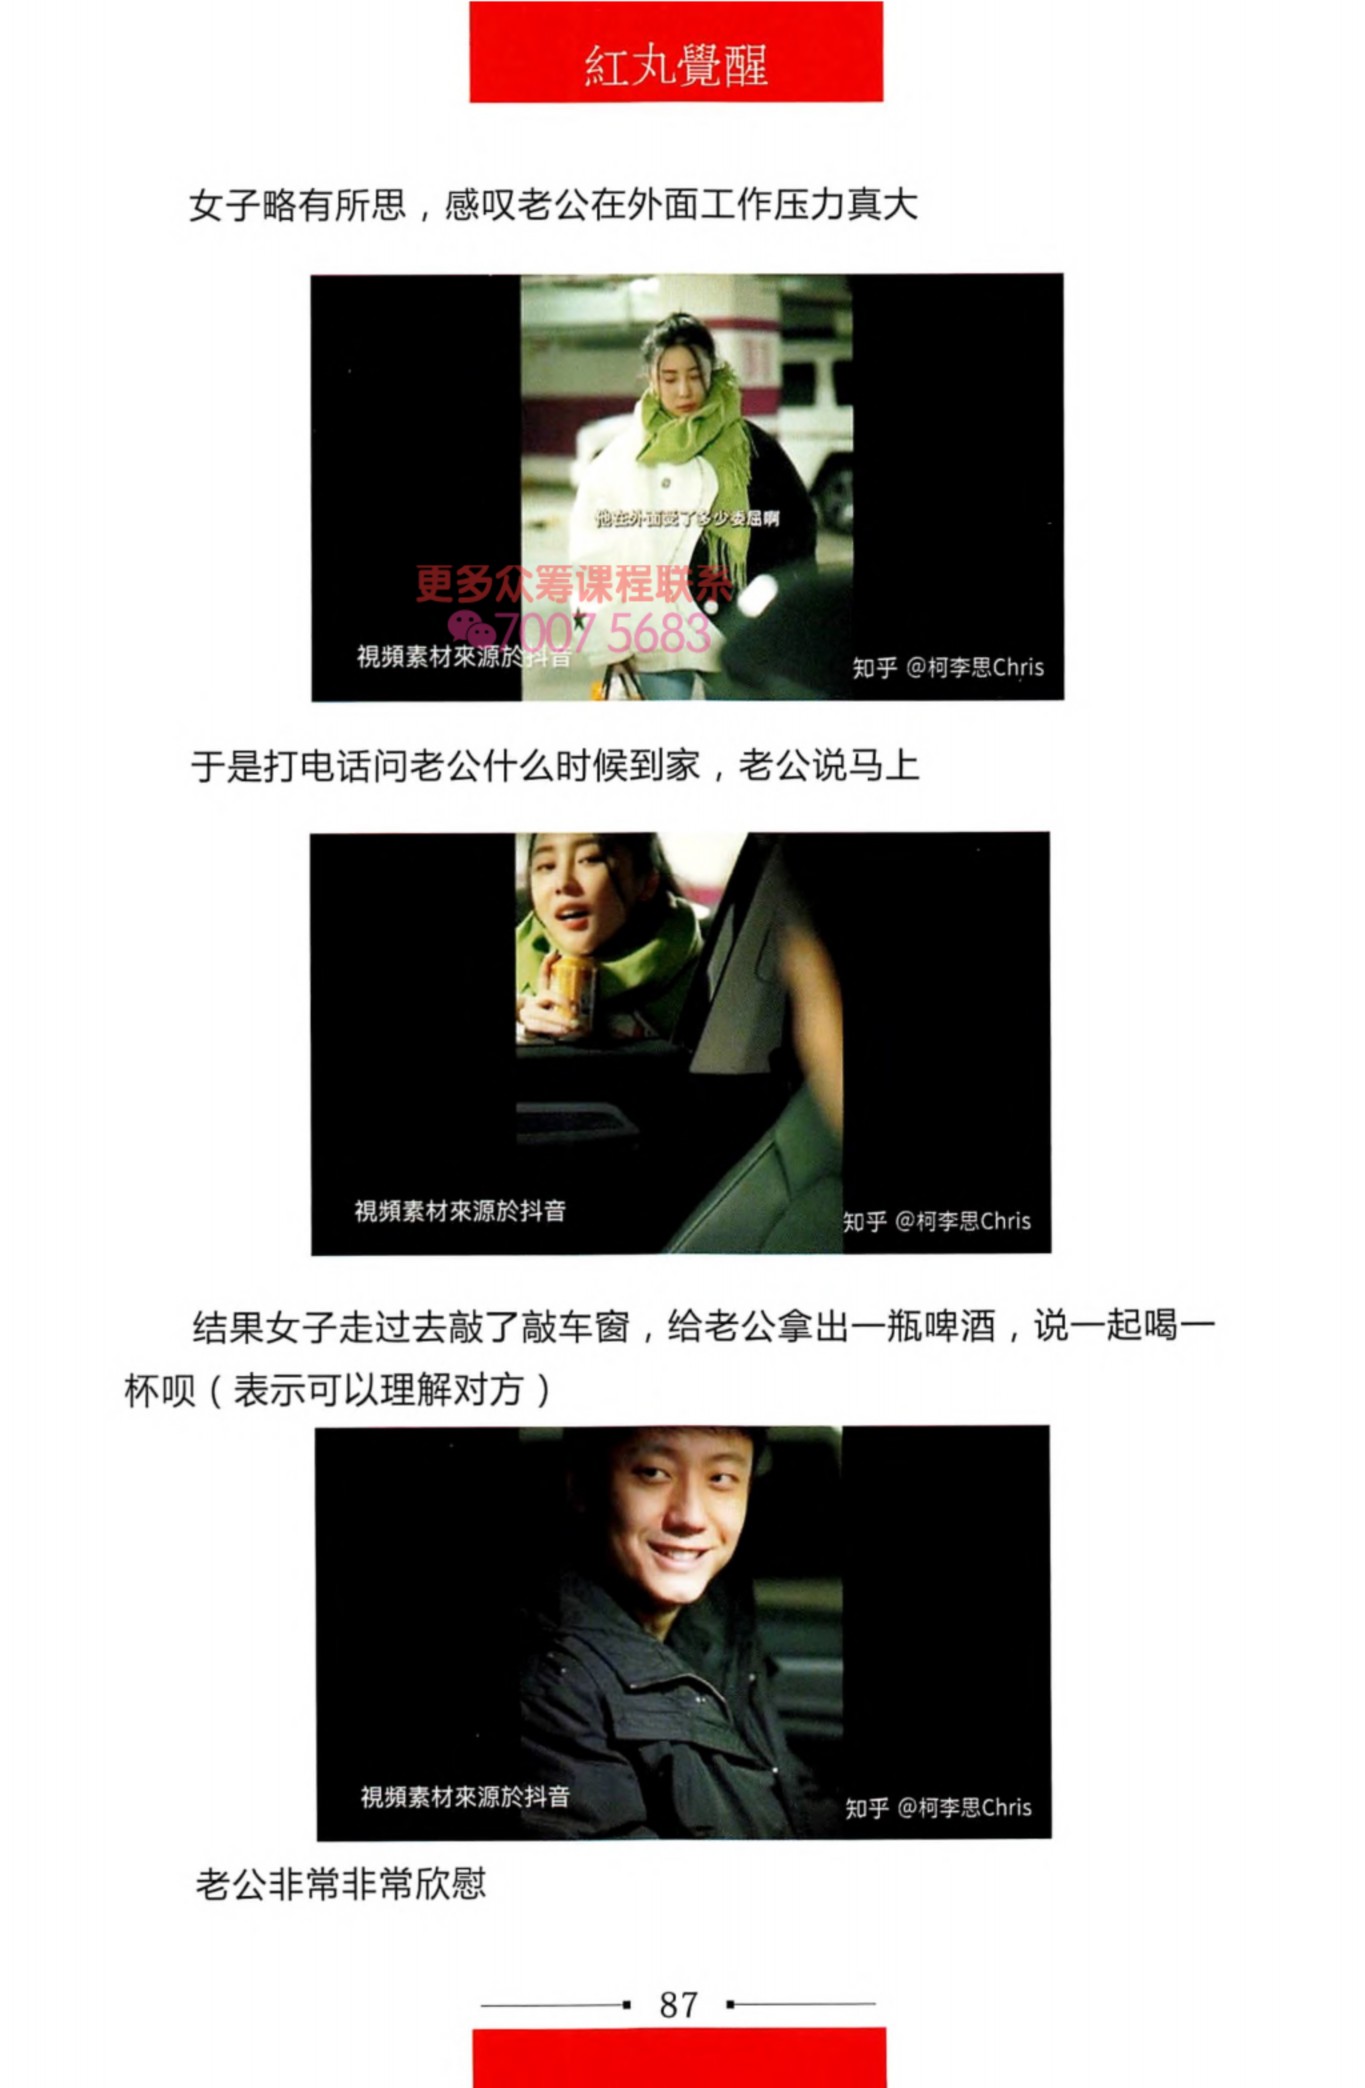 紅丸覺醒
女子略有所思，感叹老公在外面工作压力真大
他在外面受了多少委屈啊
更多众筹课程联系
70075683
視頻素材來源於抖音
知乎 @柯李思Chris
于是打电话问老公什么时候到家，老公说马上
視頻素材來源於抖音
知乎 @柯李思Chris
结果女子走过去敲了敲车窗，给老公拿出一瓶啤酒，说一起喝一
杯呗（表示可以理解对方）
視頻素材來源於抖音
知乎 @柯李思Chris
老公非常非常欣慰
87